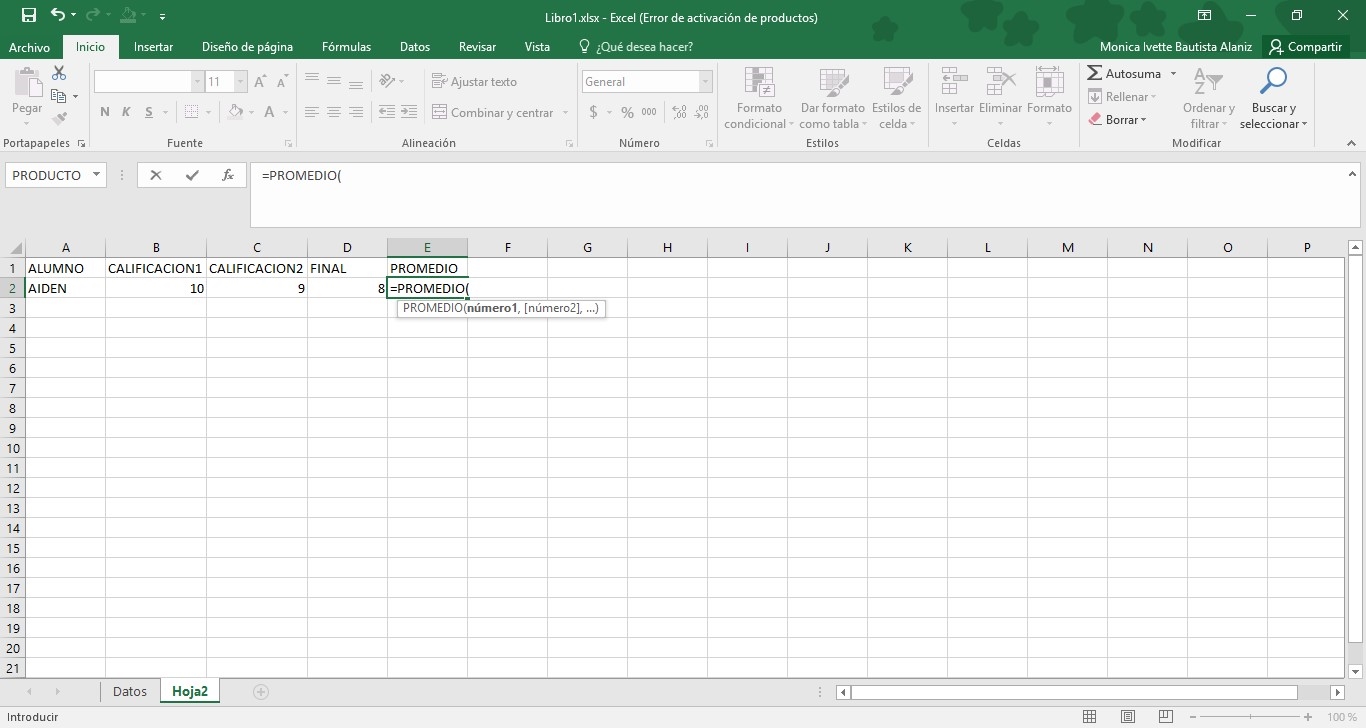 Libro1.xlsx - Excel (Error de activación de productos)
Archivo Inicio Insertar Diseño de página Fórmulas Datos Revisar Vista ¿Qué desea hacer? Monica Ivette Bautista Alaniz Compartir
Pegar
Portapapeles
11 A A
N K S A
Fuente
Ajustar texto
Combinar y centrar
Alineación
General
$ % 000
Número
Formato condicional
Dar formato como tabla
Estilos de celda
Estilos
Insertar Eliminar Formato
Celdas
Autosuma
Rellenar
Borrar
Ordenar y filtrar
Buscar y seleccionar
Modificar
PRODUCTO fx =PROMEDIO(
A B C D E F G H I J K L M N O P
1 ALUMNO CALIFICACION1 CALIFICACION2 FINAL PROMEDIO
2 AIDEN 10 9 8 =PROMEDIO(
3 PROMEDIO(número1, [número2], ...)
4
5
6
7
8
9
10
11
12
13
14
15
16
17
18
19
20
21
Datos Hoja2
Introducir 100 %